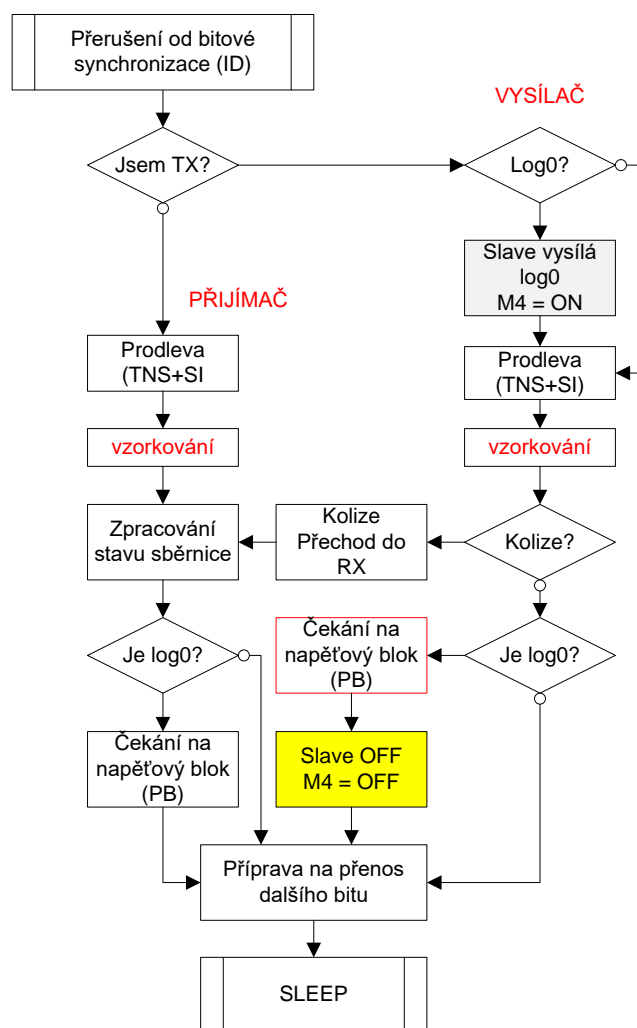 Přerušení od bitové
synchronizace (ID)
VYSÍLAČ
Jsem TX?
Log0?
Slave vysílá
log0
M4 = ON
PŘIJÍMAČ
Prodleva
(TNS+SI
Prodleva
(TNS+SI)
vzorkování
vzorkování
Zpracování
stavu sběrnice
Kolize
Přechod do
RX
Kolize?
Je log0?
Čekání na
napěťový blok
(PB)
Je log0?
Čekání na
napěťový blok
(PB)
Slave OFF
M4 = OFF
Příprava na přenos
dalšího bitu
SLEEP